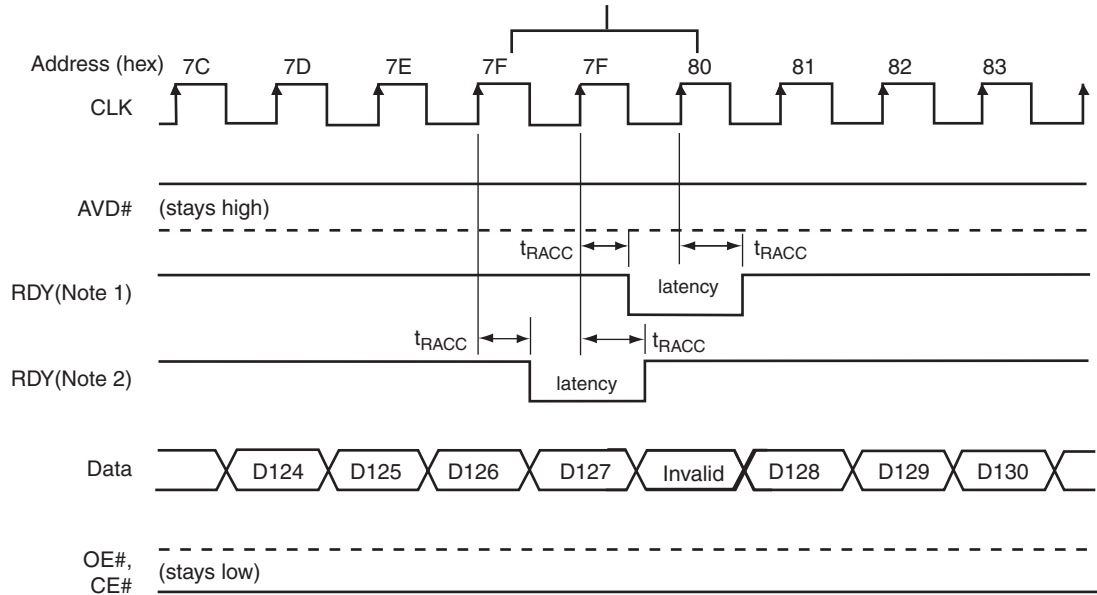 Address (hex) 7C 7D 7E 7F 7F 80 81 82 83
CLK
AVD# (stays high)
tRACC tRACC
RDY(Note 1) latency
tRACC tRACC
RDY(Note 2) latency
Data D124 D125 D126 D127 Invalid D128 D129 D130
OE#,
CE# (stays low)